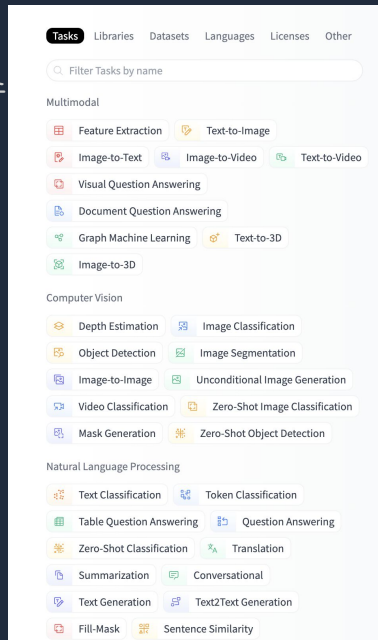 Tasks Libraries Datasets Languages Licenses Other
Filter Tasks by name
Multimodal
Feature Extraction Text-to-Image
Image-to-Text Image-to-Video Text-to-Video
Visual Question Answering
Document Question Answering
Graph Machine Learning Text-to-3D
Image-to-3D
Computer Vision
Depth Estimation Image Classification
Object Detection Image Segmentation
Image-to-Image Unconditional Image Generation
Video Classification Zero-Shot Image Classification
Mask Generation Zero-Shot Object Detection
Natural Language Processing
Text Classification Token Classification
Table Question Answering Question Answering
Zero-Shot Classification Translation
Summarization Conversational
Text Generation Text2Text Generation
Fill-Mask Sentence Similarity